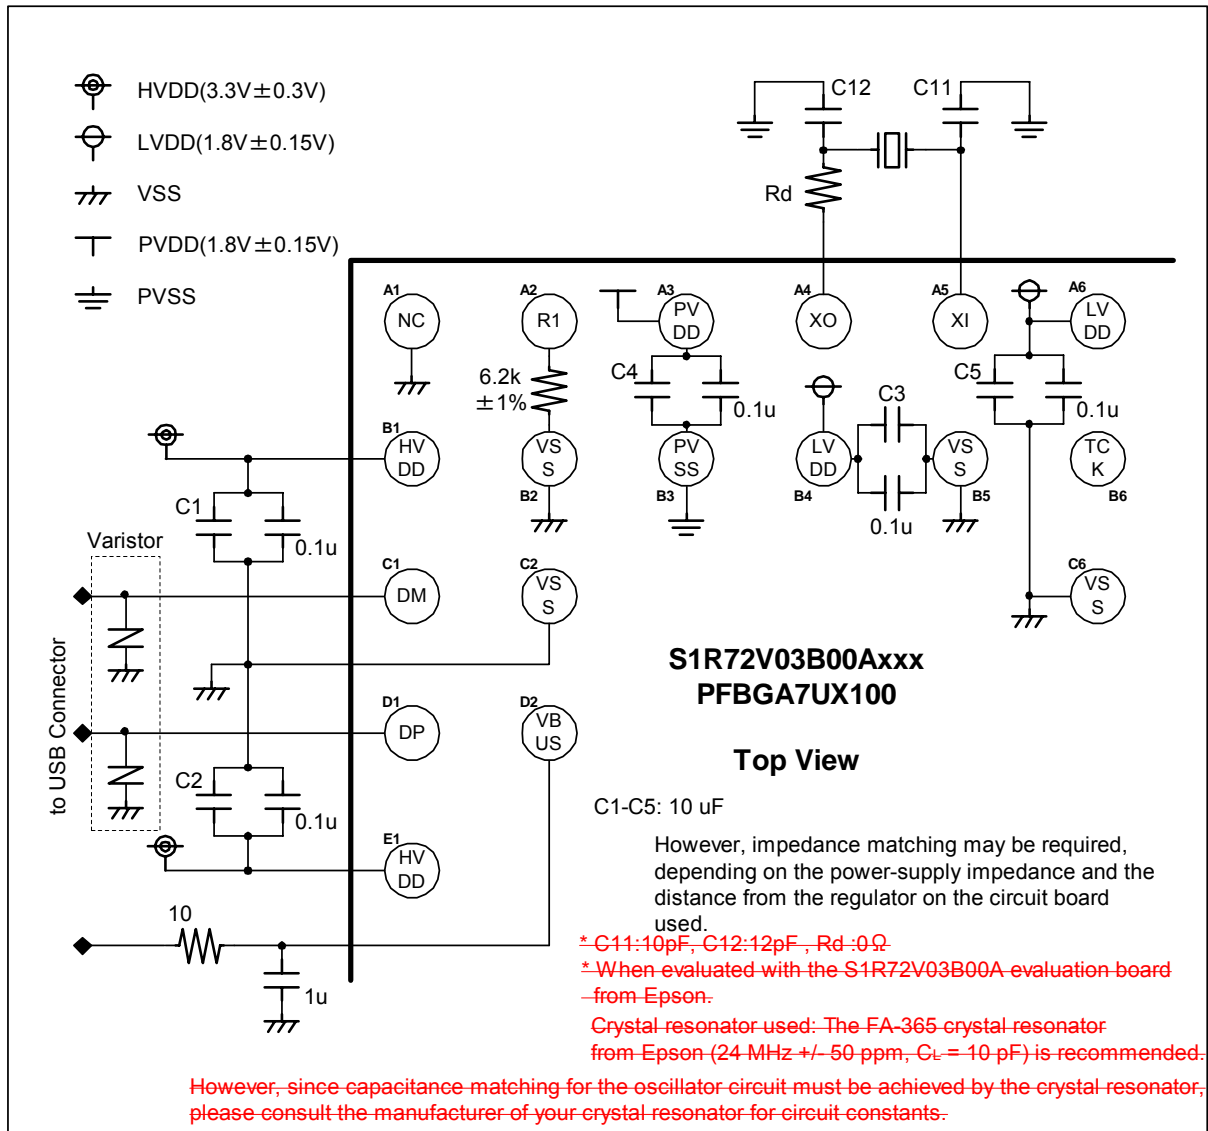 HVDD(3.3V±0.3V)
LVDD(1.8V±0.15V)
VSS
PVDD(1.8V±0.15V)
PVSS
C12
C11
Rd
A1
NC
A2
R1
A3
PV
DD
A4
XO
A5
XI
A6
LV
DD
6.2k
±1%
C4
0.1u
C3
0.1u
C5
0.1u
B1
HV
DD
VS
S
B2
PV
SS
B3
LV
DD
B4
VS
S
B5
TC
K
B6
C1
0.1u
Varistor
C1
DM
C2
VS
S
C6
VS
S
to USB Connector
D1
DP
D2
VB
US
C2
0.1u
E1
HV
DD
10
1u
S1R72V03B00Axxx
PFBGA7UX100
Top View
C1-C5: 10 uF
However, impedance matching may be required,
depending on the power-supply impedance and the
distance from the regulator on the circuit board
used.
* C11:10pF, C12:12pF , Rd :0Ω
* When evaluated with the S1R72V03B00A evaluation board
from Epson.
Crystal resonator used: The FA-365 crystal resonator
from Epson (24 MHz +/- 50 ppm, CL = 10 pF) is recommended.
However, since capacitance matching for the oscillator circuit must be achieved by the crystal resonator,
please consult the manufacturer of your crystal resonator for circuit constants.